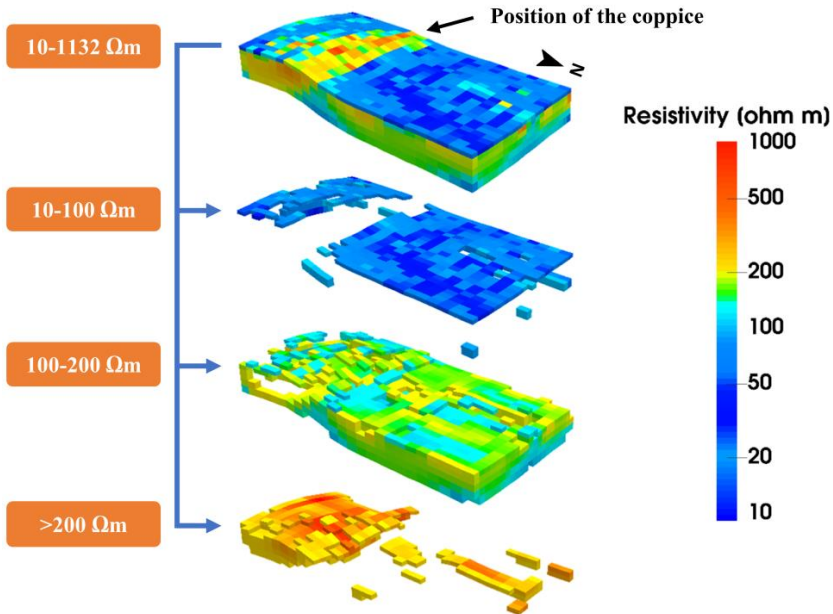 Position of the coppice
10-1132 Ωm
N
Resistivity (ohm m)
1000
500
200
100
50
20
10
10-100 Ωm
100-200 Ωm
>200 Ωm